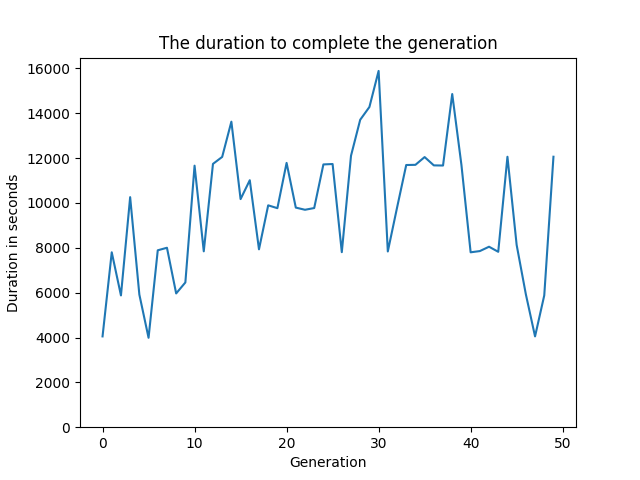 The duration to complete the generation
Duration in seconds
16000
14000
12000
10000
8000
6000
4000
2000
0
0 10 20 30 40 50
Generation